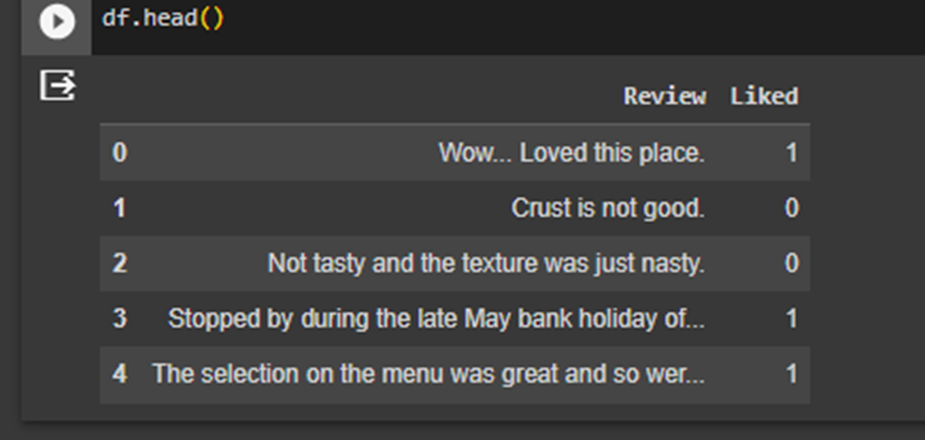 df.head()
Review Liked
0 Wow... Loved this place. 1
1 Crust is not good. 0
2 Not tasty and the texture was just nasty. 0
3 Stopped by during the late May bank holiday of... 1
4 The selection on the menu was great and so wer... 1